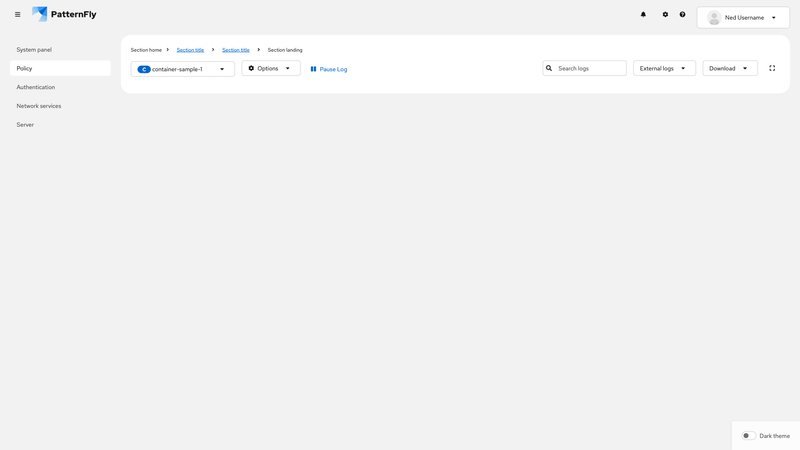 PatternFly
Ned Username
System panel
Policy
Authentication
Network services
Server
Section home Section title Section title Section landing
C container-sample-1 Options Pause Log Search logs External logs Download
Dark theme